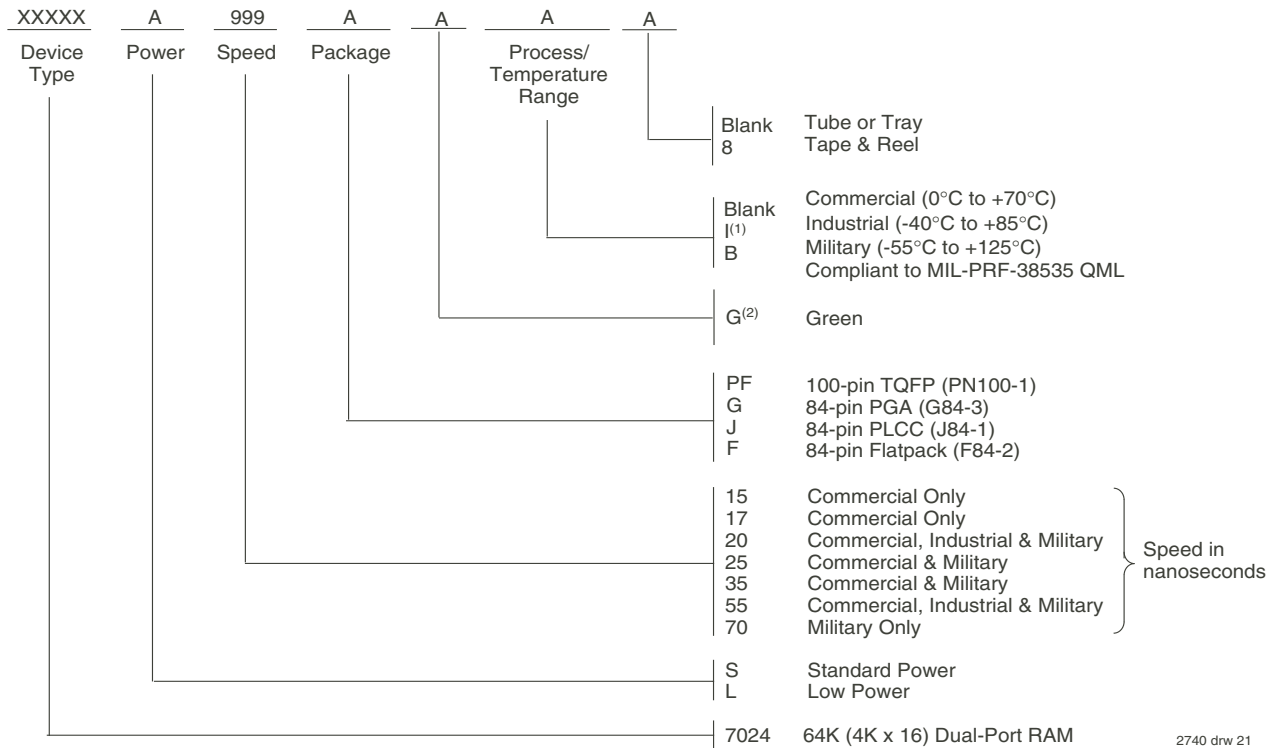 XXXXX A 999 A A A A
Device Type Power Speed Package Process/ Temperature Range
Blank Tube or Tray
8 Tape & Reel
Blank Commercial (0°C to +70°C)
I(1) Industrial (-40°C to +85°C)
B Military (-55°C to +125°C)
Compliant to MIL-PRF-38535 QML
G(2) Green
PF 100-pin TQFP (PN100-1)
G 84-pin PGA (G84-3)
J 84-pin PLCC (J84-1)
F 84-pin Flatpack (F84-2)
15 Commercial Only
17 Commercial Only
20 Commercial, Industrial & Military
25 Commercial & Military
35 Commercial & Military
55 Commercial, Industrial & Military
70 Military Only
Speed in
nanoseconds
S Standard Power
L Low Power
7024 64K (4K x 16) Dual-Port RAM
2740 drw 21